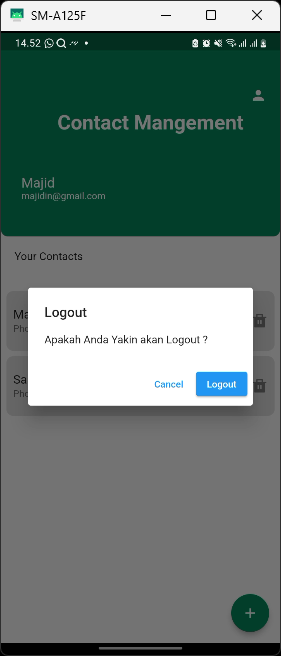 SM-A125F
14.52
Contact Mangement
Majid
majidin@gmail.com
Your Contacts
Ma
Pho
Logout
Apakah Anda Yakin akan Logout ?
Cancel
Logout
Sa
Pho